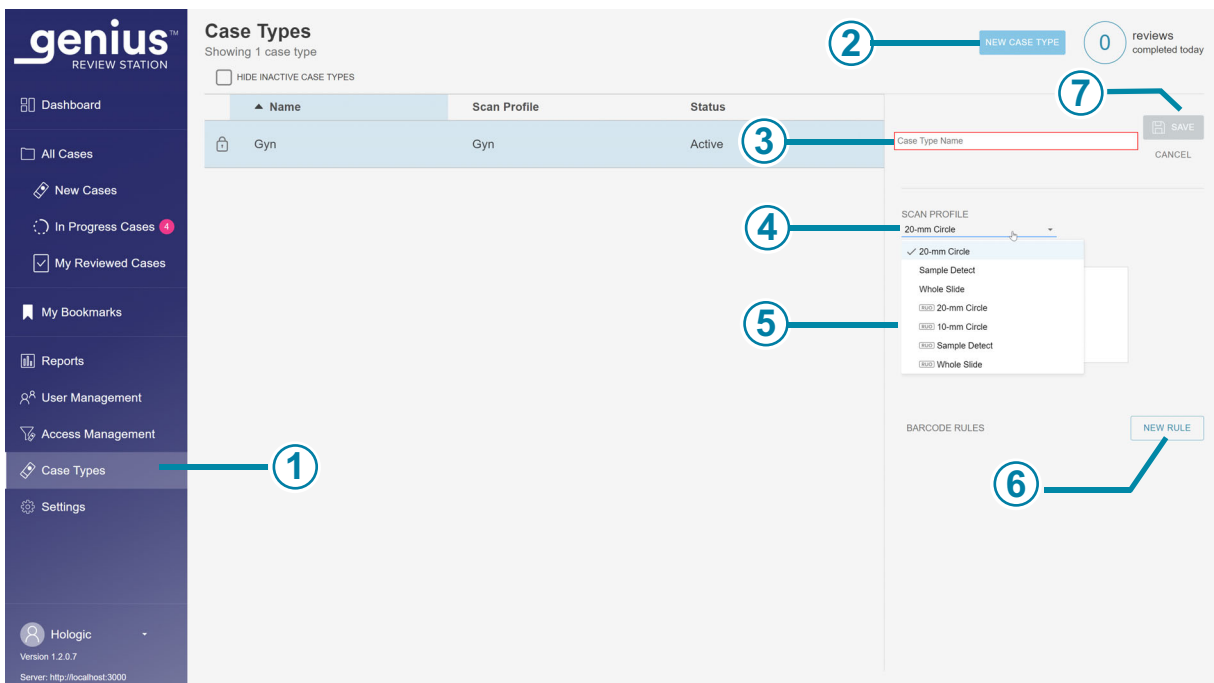 genius™
REVIEW STATION
Dashboard
All Cases
New Cases
In Progress Cases 4
My Reviewed Cases
My Bookmarks
Reports
User Management
Access Management
Case Types
Settings
Hologic
Version 1.2.0.7
Server: http://localhost:3000
Case Types
Showing 1 case type
HIDE INACTIVE CASE TYPES
Name Scan Profile Status
Gyn Gyn Active
NEW CASE TYPE
0 reviews
completed today
SAVE
CANCEL
Case Type Name
SCAN PROFILE
20-mm Circle
20-mm Circle
Sample Detect
Whole Slide
RUO 20-mm Circle
RUO 10-mm Circle
RUO Sample Detect
RUO Whole Slide
BARCODE RULES NEW RULE
1
2
3
4
5
6
7